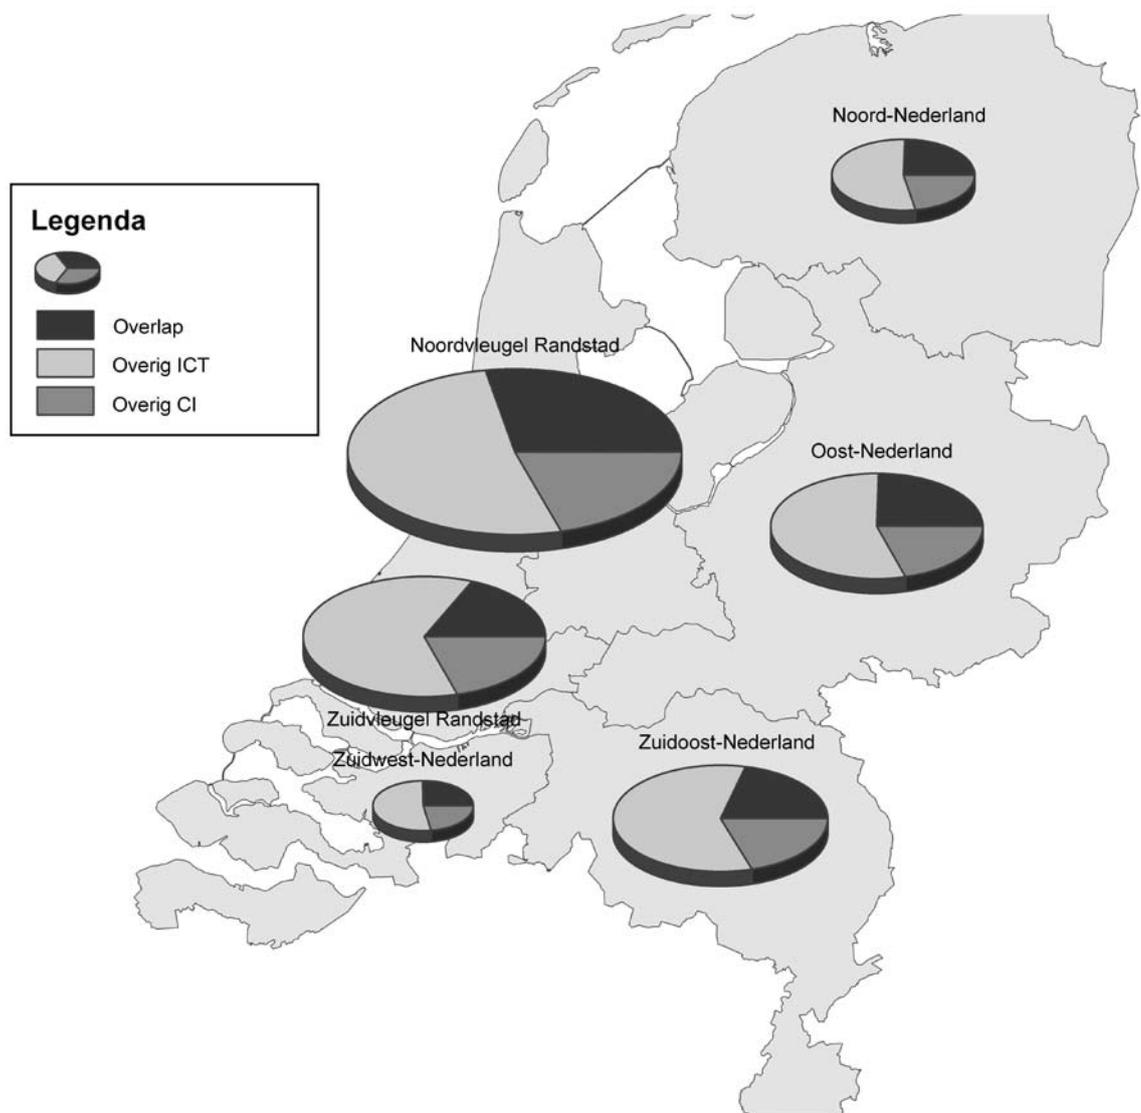 Noord-Nederland
Legenda
Overlap
Overig ICT
Overig CI
Noordvleugel Randstad
Oost-Nederland
Zuidvleugel Randstad
Zuidoost-Nederland
Zuidwest-Nederland